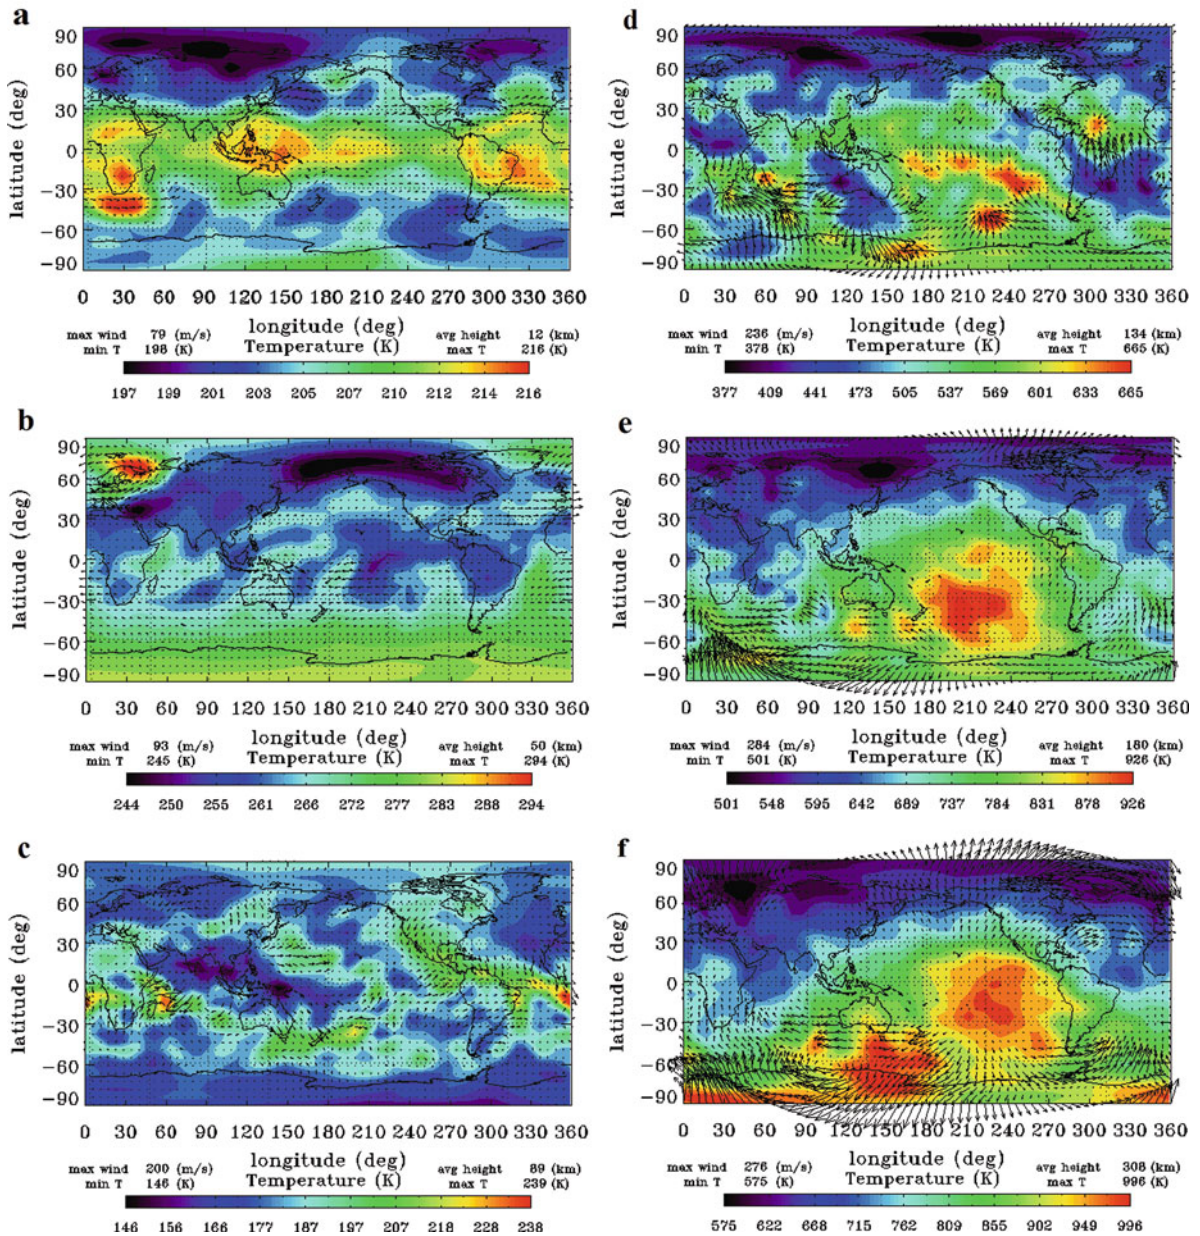 a
90
60
30
0
−30
−60
−90
latitude (deg)
0 30 60 90 120 150 180 210 240 270 300 330 360
longitude (deg)
max wind 79 (m/s) avg height 12 (km)
min T 198 (K) Temperature (K) max T 216 (K)
197 199 201 203 205 207 210 212 214 216
b
90
60
30
0
−30
−60
−90
latitude (deg)
0 30 60 90 120 150 180 210 240 270 300 330 360
longitude (deg)
max wind 93 (m/s) avg height 50 (km)
min T 245 (K) Temperature (K) max T 294 (K)
244 250 255 261 266 272 277 283 288 294
c
90
60
30
0
−30
−60
−90
latitude (deg)
0 30 60 90 120 150 180 210 240 270 300 330 360
longitude (deg)
max wind 200 (m/s) avg height 89 (km)
min T 146 (K) Temperature (K) max T 239 (K)
146 156 166 177 187 197 207 218 228 238
d
90
60
30
0
−30
−60
−90
latitude (deg)
0 30 60 90 120 150 180 210 240 270 300 330 360
longitude (deg)
max wind 236 (m/s) avg height 134 (km)
min T 378 (K) Temperature (K) max T 665 (K)
377 409 441 473 505 537 569 601 633 665
e
90
60
30
0
−30
−60
−90
latitude (deg)
0 30 60 90 120 150 180 210 240 270 300 330 360
longitude (deg)
max wind 284 (m/s) avg height 180 (km)
min T 501 (K) Temperature (K) max T 926 (K)
501 548 595 642 689 737 784 831 878 926
f
90
60
30
0
−30
−60
−90
latitude (deg)
0 30 60 90 120 150 180 210 240 270 300 330 360
longitude (deg)
max wind 276 (m/s) avg height 308 (km)
min T 575 (K) Temperature (K) max T 996 (K)
575 622 668 715 762 809 855 902 949 996